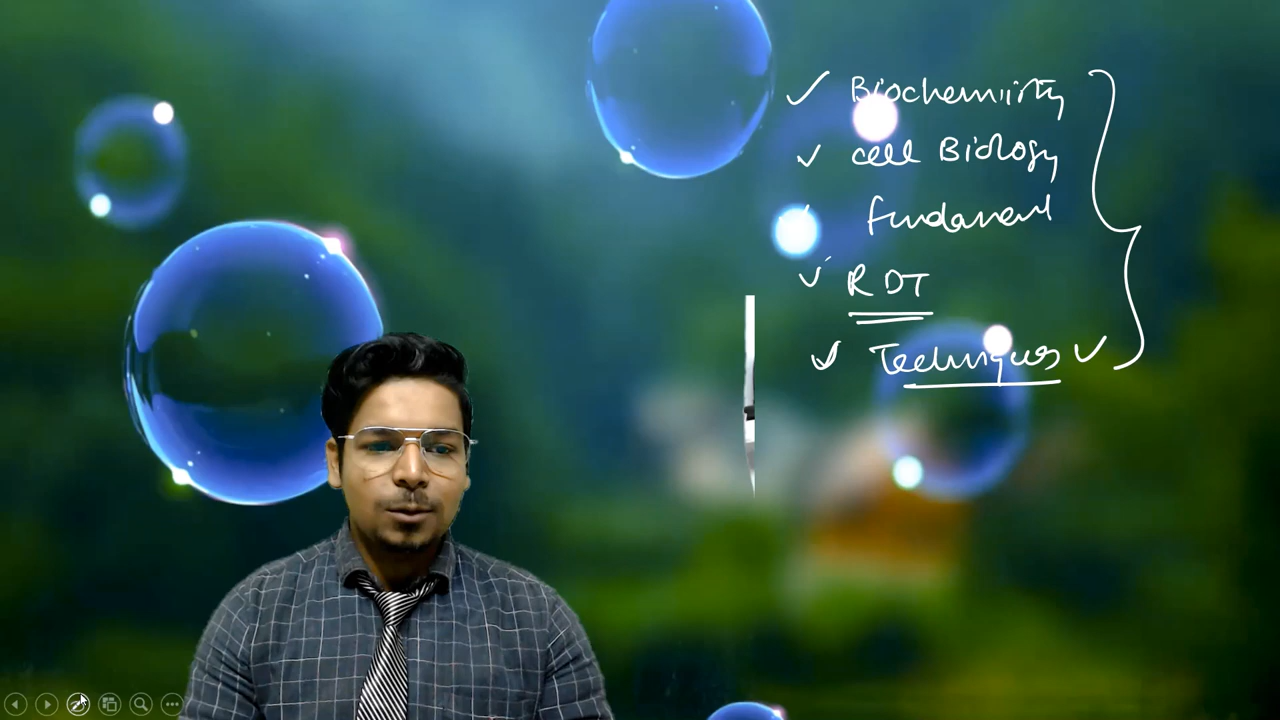 ✓ Biochemistry
✓ cell Biology
fundament
✓ RDT
✓ Techniques ✓